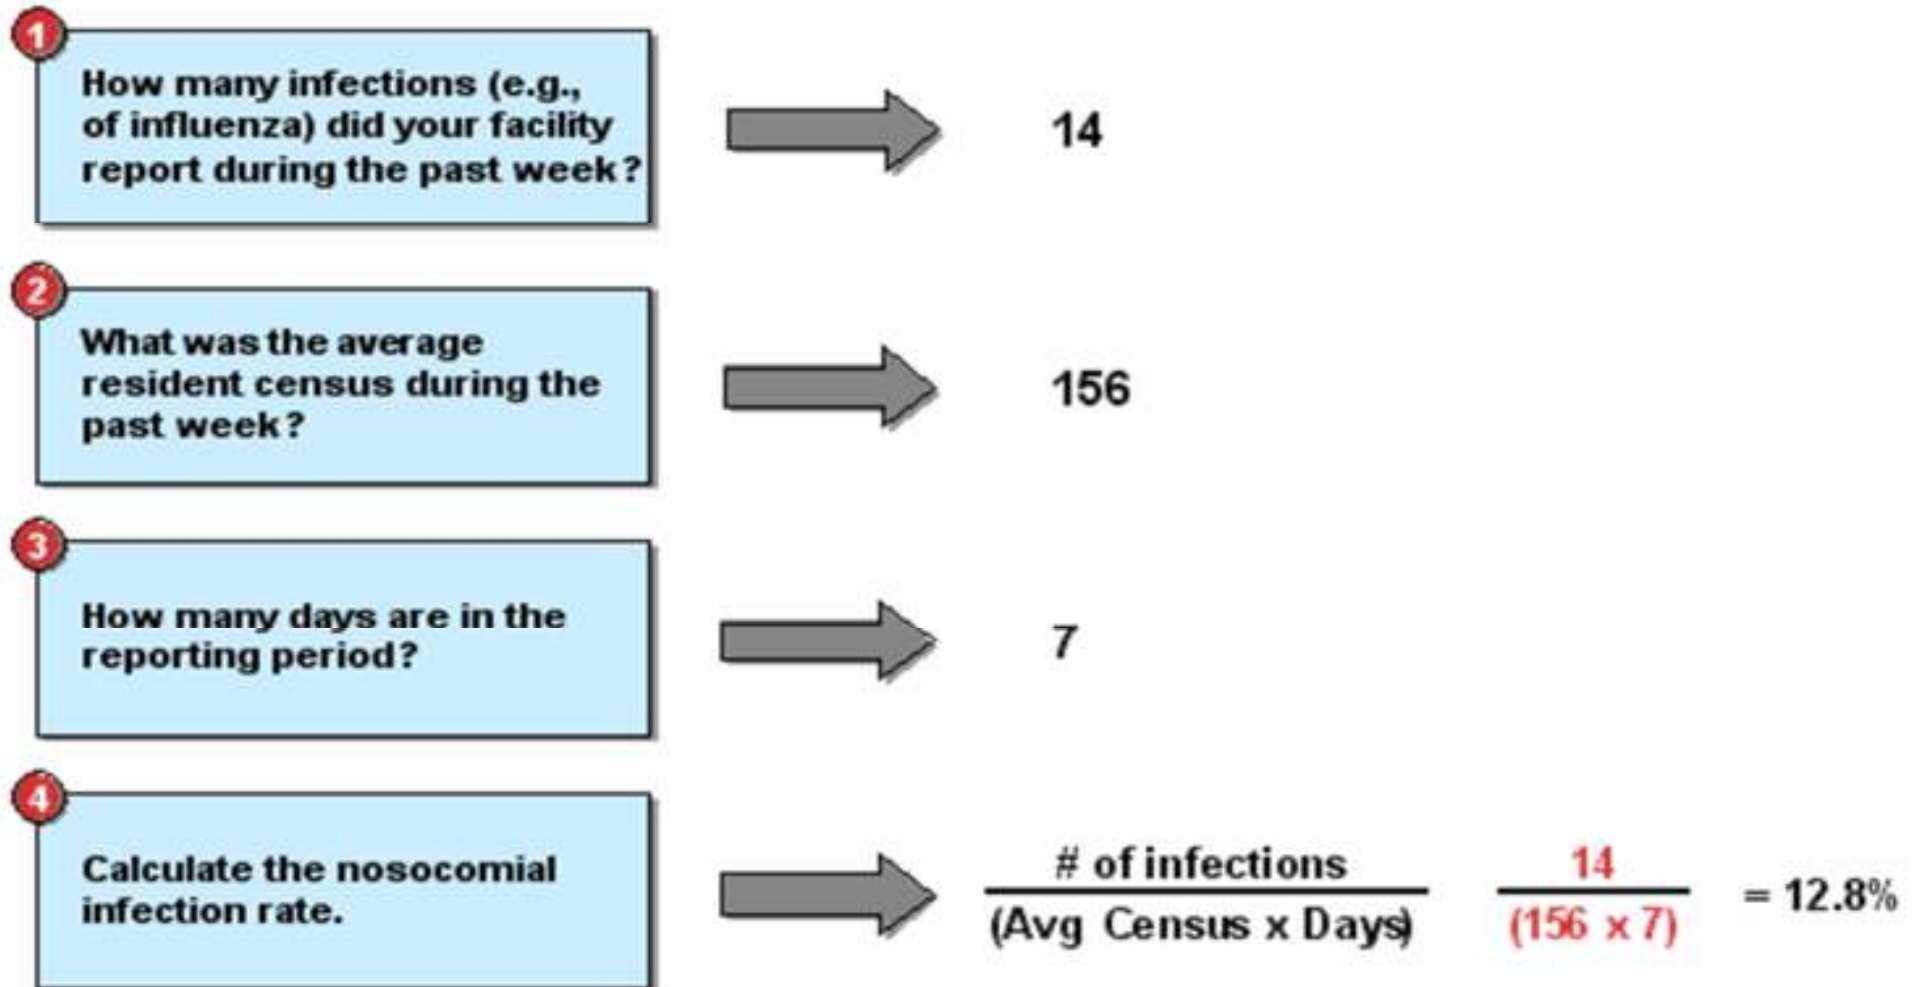 1
How many infections (e.g.,
of influenza) did your facility
report during the past week?
14
2
What was the average
resident census during the
past week?
156
3
How many days are in the
reporting period?
7
4
Calculate the nosocomial
infection rate.
# of infections
(Avg Census x Days)
14
(156 x 7)
= 12.8%